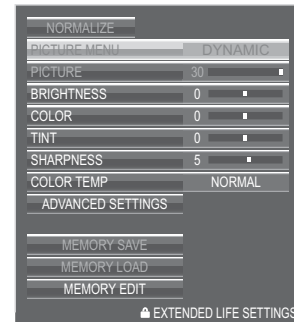 NORMALIZE
PICTURE MENU DYNAMIC
PICTURE 30
BRIGHTNESS 0
COLOR 0
TINT 0
SHARPNESS 5
COLOR TEMP NORMAL
ADVANCED SETTINGS
MEMORY SAVE
MEMORY LOAD
MEMORY EDIT
EXTENDED LIFE SETTINGS